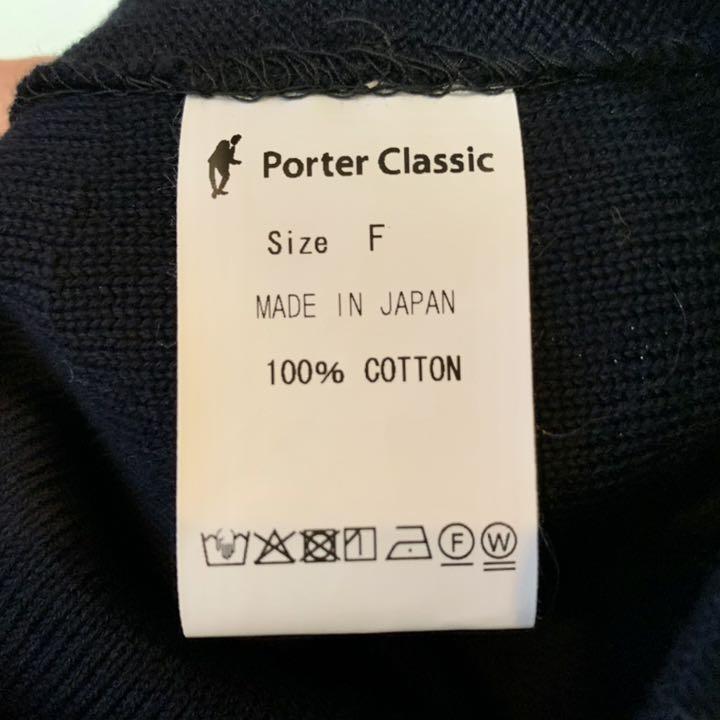 Porter Classic
Size F
MADE IN JAPAN
100% COTTON
F W